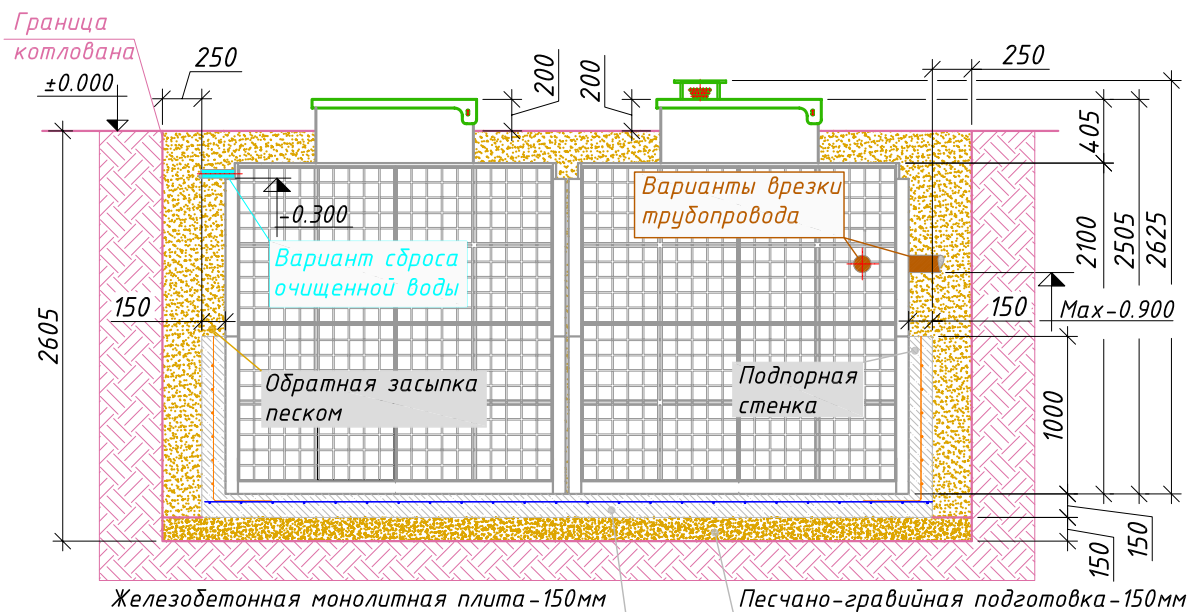 Граница
котлована
250
±0.000
200
200
250
405
2100
2505
2625
-0.300
Варианты врезки
трубопровода
Вариант сброса
очищенной воды
150
150
Max-0.900
2605
Обратная засыпка
песком
Подпорная
стенка
1000
150
150
Железобетонная монолитная плита-150мм
Песчано-гравийная подготовка-150мм